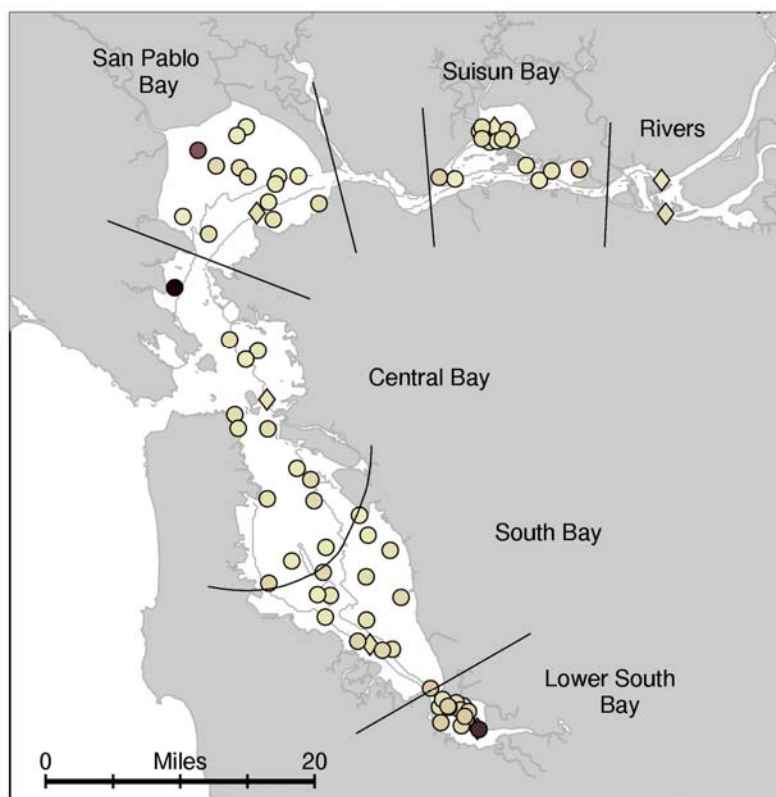 San Pablo
Bay
Suisun Bay
Rivers
Central Bay
South Bay
Lower South
Bay
0 Miles 20